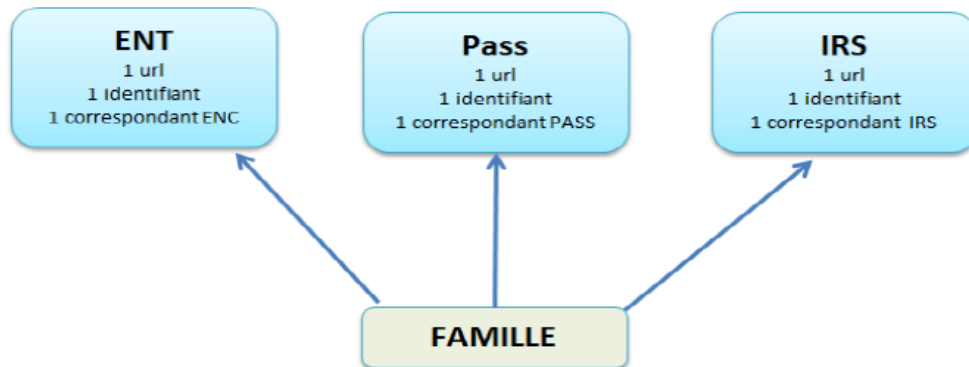 ENT
1 url
1 identifiant
1 correspondant ENC
Pass
1 url
1 identifiant
1 correspondant PASS
IRS
1 url
1 identifiant
1 correspondant IRS
FAMILLE